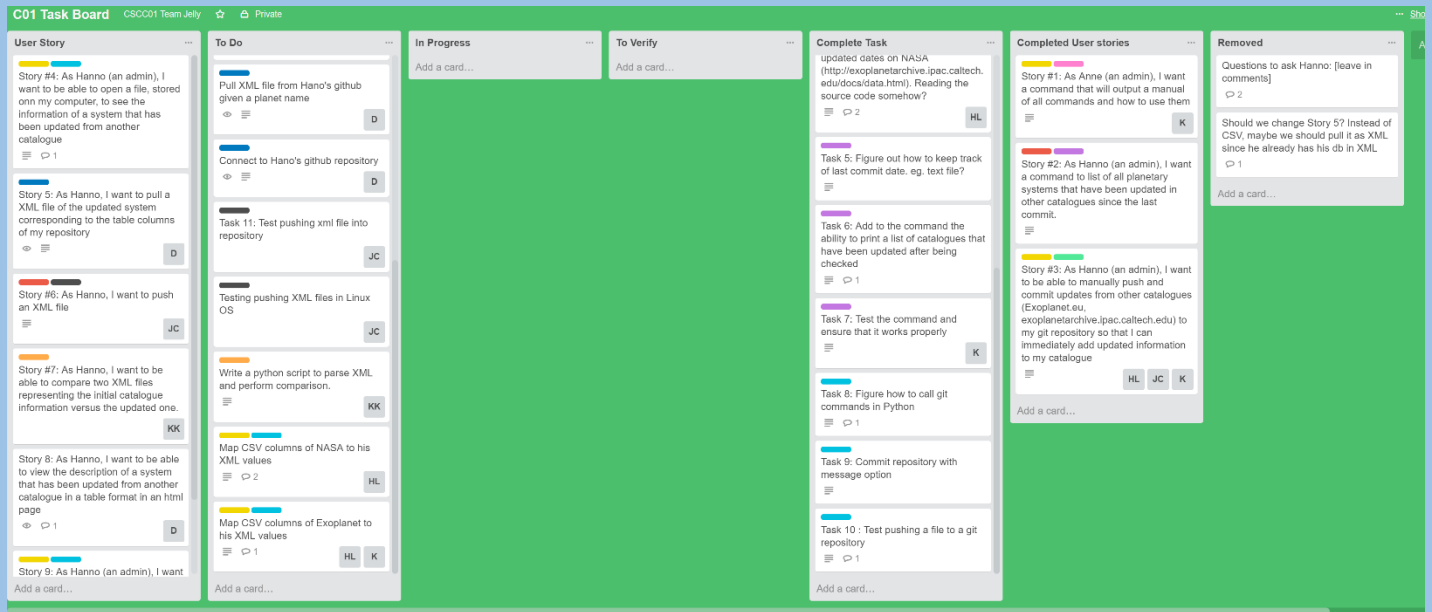 C01 Task Board CSCC01 Team Jelly Private
... Sho
User Story ...
Story #4: As Hanno (an admin), I
want to be able to open a file, stored
onn my computer, to see the
information of a system that has
been updated from another
catalogue
1
Story 5: As Hanno, I want to pull a
XML file of the updated system
corresponding to the table columns
of my repository
D
Story #6: As Hanno, I want to push
an XML file
JC
Story #7: As Hanno, I want to be
able to compare two XML files
representing the initial catalogue
information versus the updated one.
KK
Story 8: As Hanno, I want to be able
to view the description of a system
that has been updated from another
catalogue in a table format in an html
page
1
D
Story 9: As Hanno (an admin), I want
Add a card...
To Do ...
Pull XML file from Hano's github
given a planet name
D
Connect to Hano's github repository
D
Task 11: Test pushing xml file into
repository
JC
Testing pushing XML files in Linux
OS
JC
Write a python script to parse XML
and perform comparison.
KK
Map CSV columns of NASA to his
XML values
2
HL
Map CSV columns of Exoplanet to
his XML values
1
HL K
Add a card...
In Progress ...
Add a card...
To Verify ...
Add a card...
Complete Task ...
updated dates on NASA
(http://exoplanetarchive.ipac.caltech.
edu/docs/data.html). Reading the
source code somehow?
2
HL
Task 5: Figure out how to keep track
of last commit date. eg. text file?
Task 6: Add to the command the
ability to print a list of catalogues that
have been updated after being
checked
1
Task 7: Test the command and
ensure that it works properly
K
Task 8: Figure how to call git
commands in Python
1
Task 9: Commit repository with
message option
Task 10 : Test pushing a file to a git
repository
1
Add a card...
Completed User stories ...
Story #1: As Anne (an admin), I want
a command that will output a manual
of all commands and how to use them
K
Story #2: As Hanno (an admin), I want
a command to list of all planetary
systems that have been updated in
other catalogues since the last
commit.
Story #3: As Hanno (an admin), I want
to be able to manually push and
commit updates from other catalogues
(Exoplanet.eu,
exoplanetarchive.ipac.caltech.edu) to
my git repository so that I can
immediately add updated information
to my catalogue
HL JC K
Add a card...
Removed ...
Questions to ask Hanno: [leave in
comments]
2
Should we change Story 5? Instead of
CSV, maybe we should pull it as XML
since he already has his db in XML
1
Add a card...
A